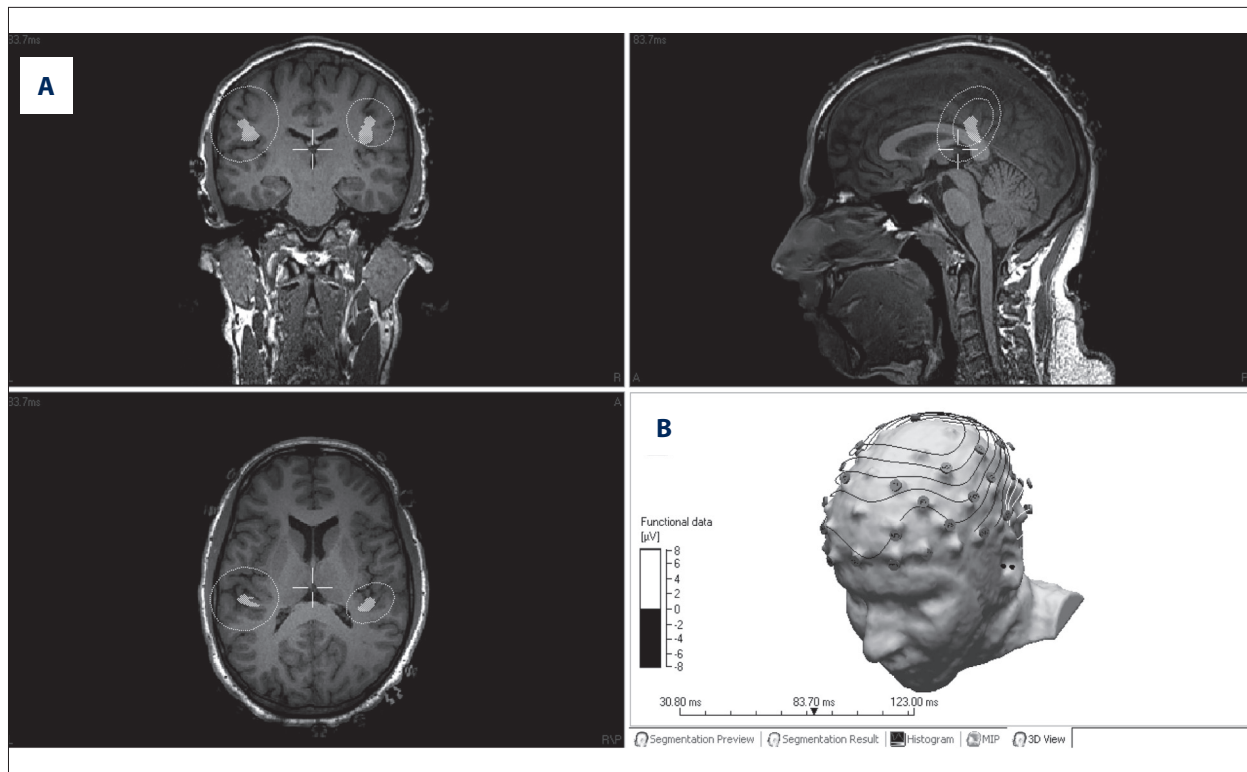 83.7ms
A
R
83.7ms
A
P
83.7ms
A
R\P
B
Functional data
[µV]
8
6
4
2
0
-2
-4
-6
-8
30.80 ms 83.70 ms 123.00 ms
Segmentation Preview Segmentation Result Histogram MIP 3D View